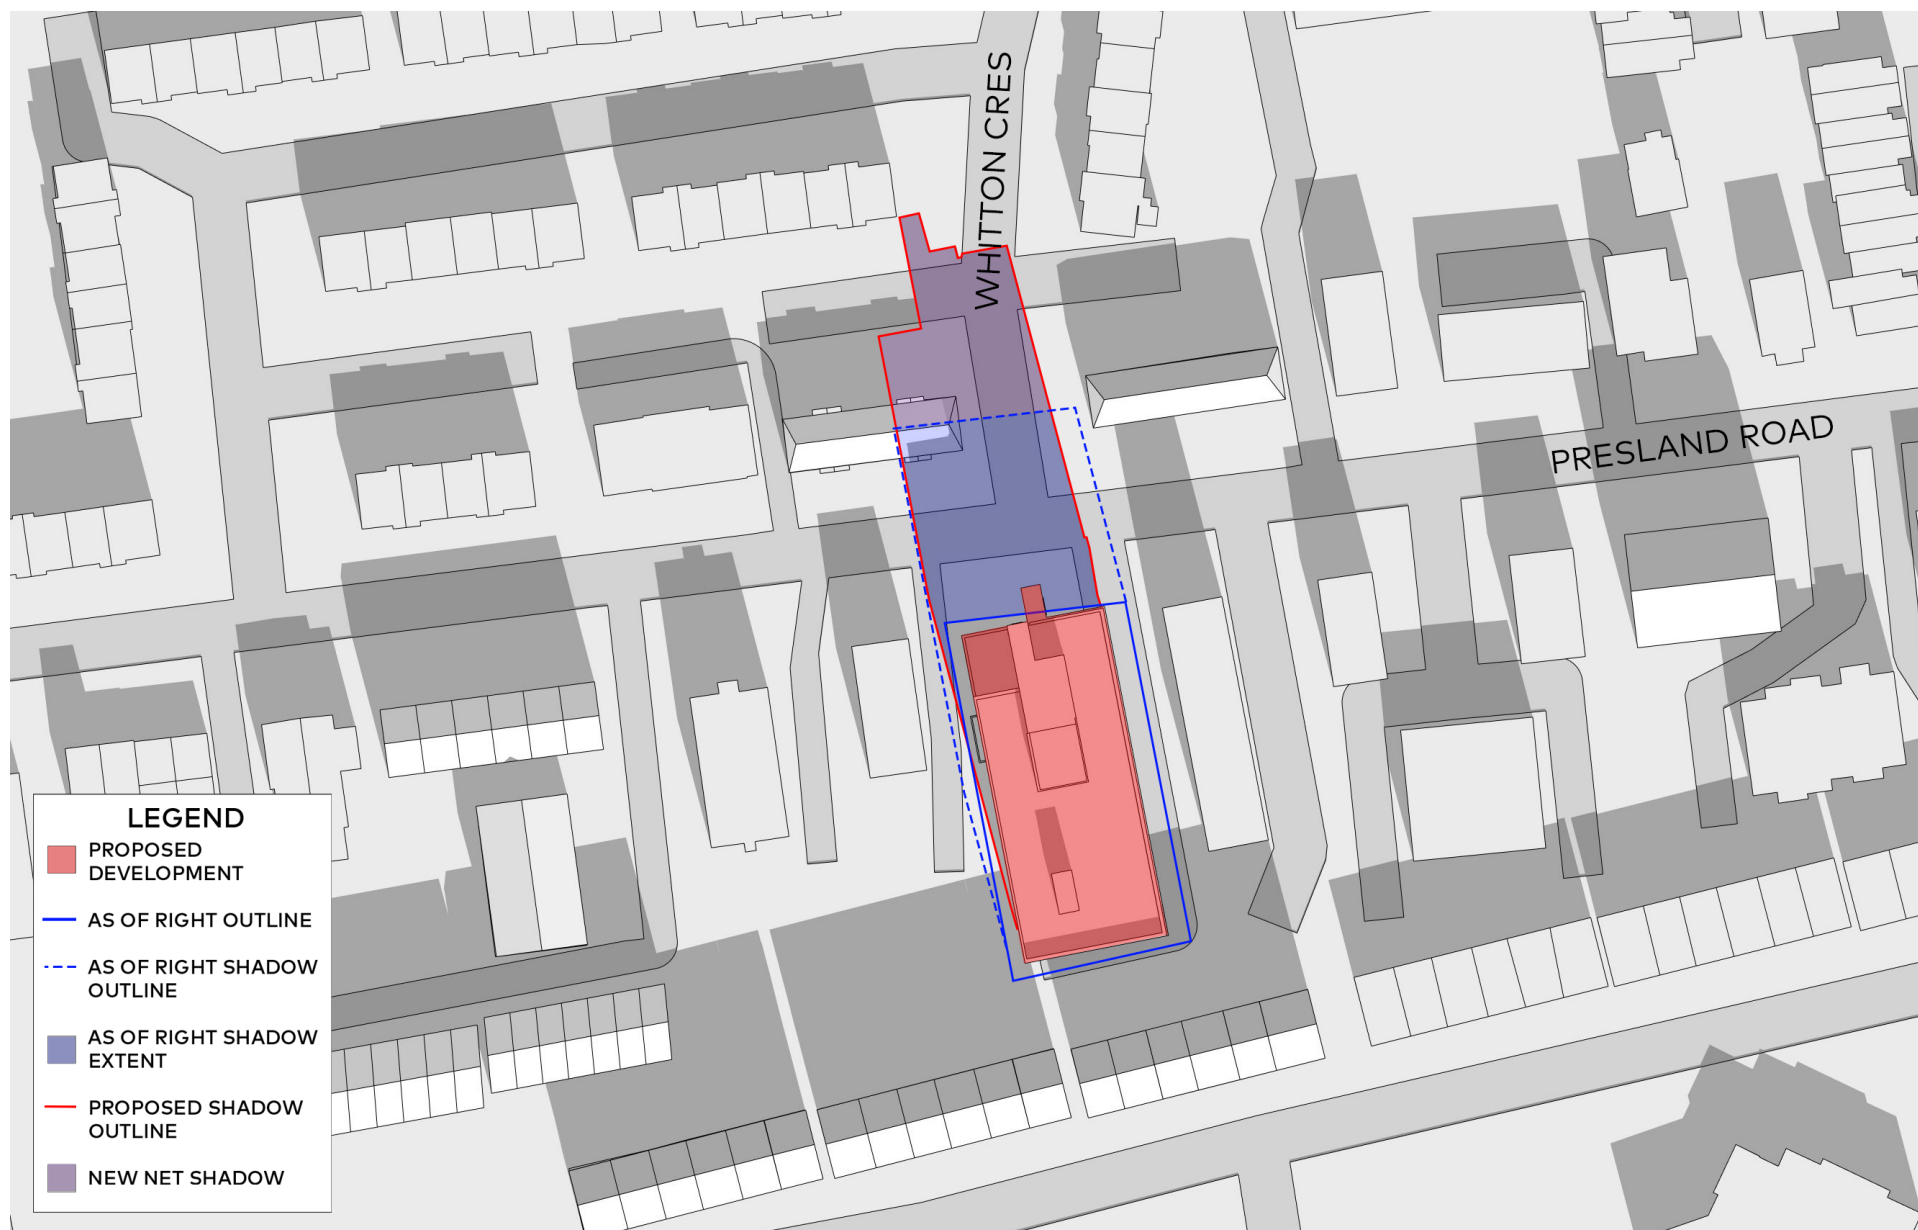 WHITTON CRES
PRESLAND ROAD
LEGEND
PROPOSED
DEVELOPMENT
AS OF RIGHT OUTLINE
AS OF RIGHT SHADOW
OUTLINE
AS OF RIGHT SHADOW
EXTENT
PROPOSED SHADOW
OUTLINE
NEW NET SHADOW